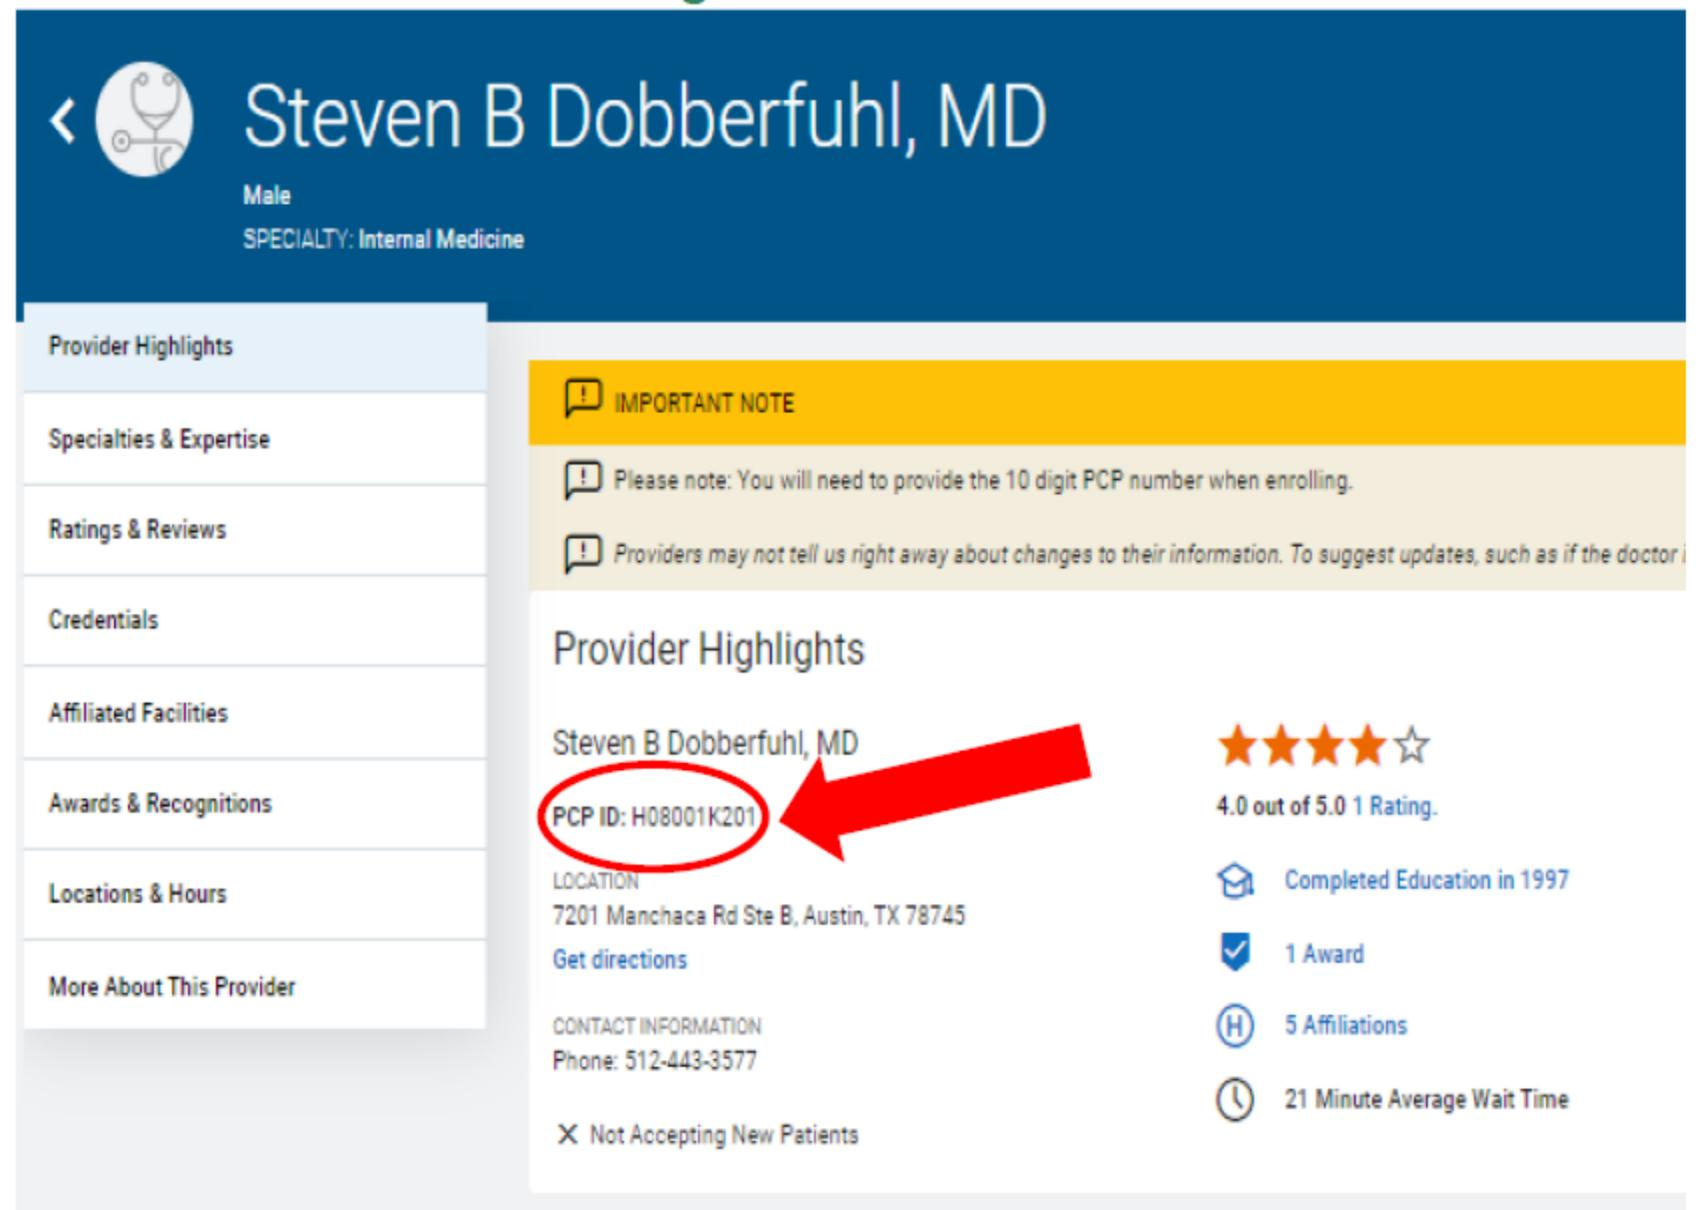 Steven B Dobberfuhl, MD
Male
SPECIALTY: Internal Medicine
Provider Highlights
Specialties & Expertise
Ratings & Reviews
Credentials
Affiliated Facilities
Awards & Recognitions
Locations & Hours
More About This Provider
IMPORTANT NOTE
Please note: You will need to provide the 10 digit PCP number when enrolling.
Providers may not tell us right away about changes to their information. To suggest updates, such as if the doctor
Provider Highlights
Steven B Dobberfuhl, MD
PCP ID: H08001K201
LOCATION
7201 Manchaca Rd Ste B, Austin, TX 78745
Get directions
CONTACT INFORMATION
Phone: 512-443-3577
X Not Accepting New Patients
4.0 out of 5.0 1 Rating.
Completed Education in 1997
1 Award
H 5 Affiliations
21 Minute Average Wait Time